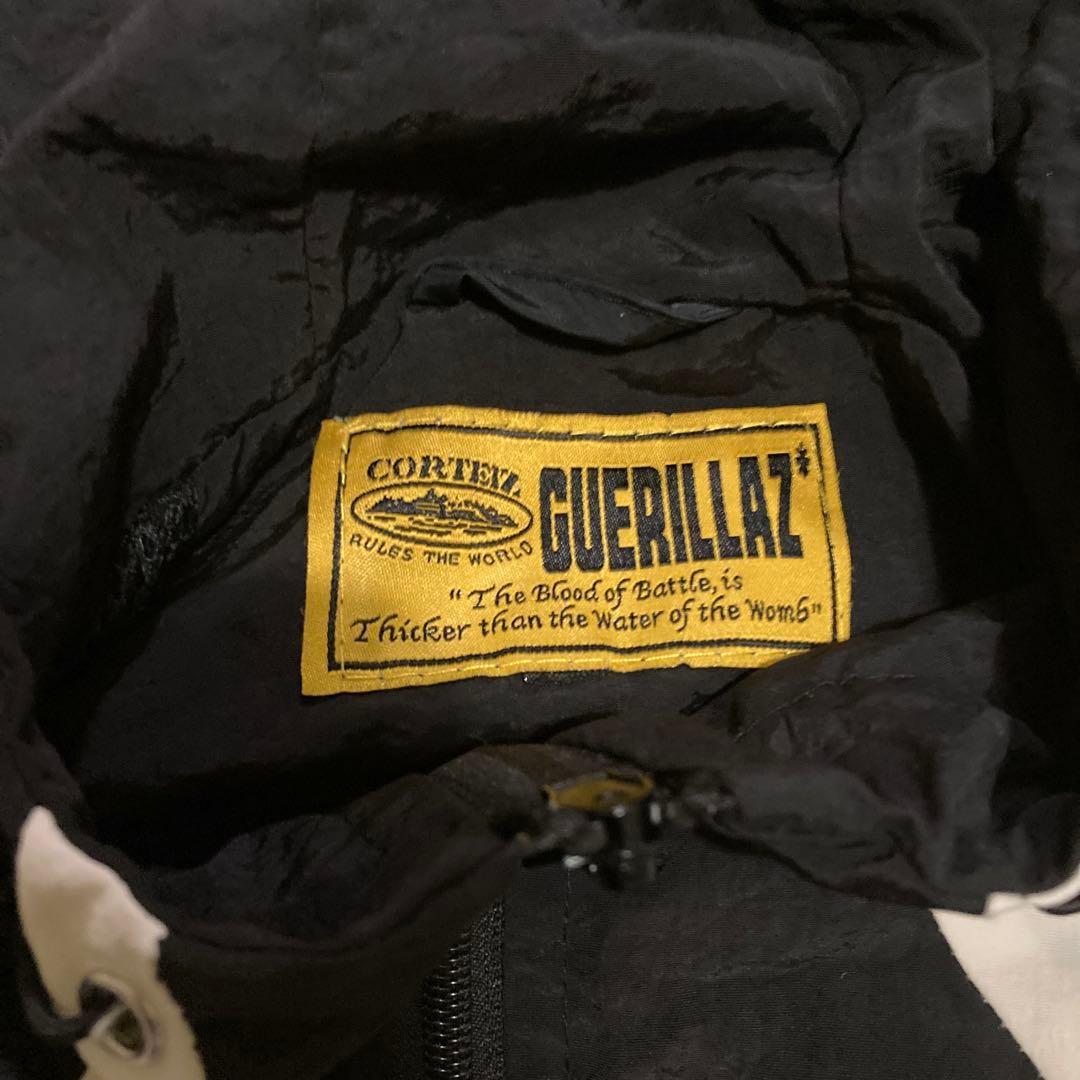 CORTEIZ
RULES THE WORLD
GUERILLAZ*
"The Blood of Battle, is
Thicker than the Water of the Womb"